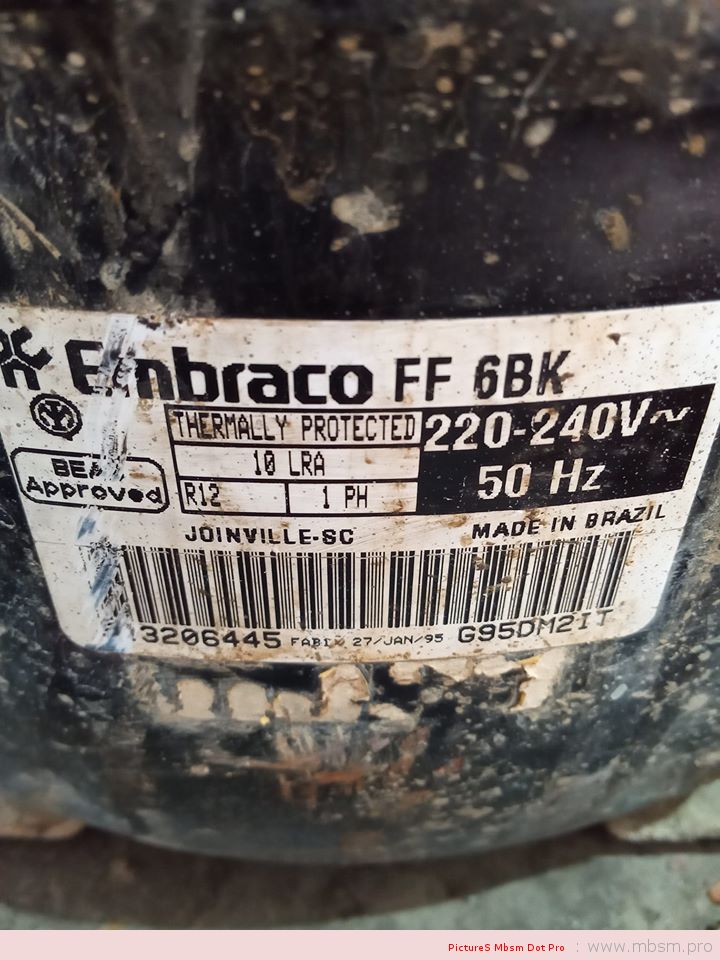 Embraco FF 6BK
THERMALLY PROTECTED
220-240V~
10 LRA
50 Hz
BEAB
Approved
R12
1 PH
JOINVILLE-SC
MADE IN BRAZIL
3206445
27/JAN/95
G95DM2IT
PictureS Mbsm Dot Pro : www.mbsm.pro